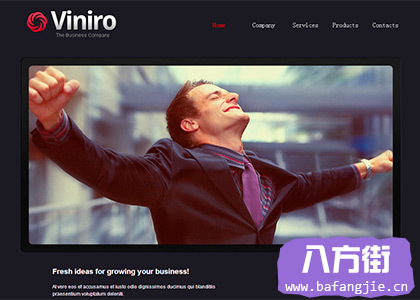 Viniro
The Business Company
Home Company Services Products Contacts
Fresh ideas for growing your business!
At vero eos et accusamus et iusto odio dignissimos ducimus qui blanditiis
praesentium voluptatum deleniti.
八方街
www.bafangjie.cn